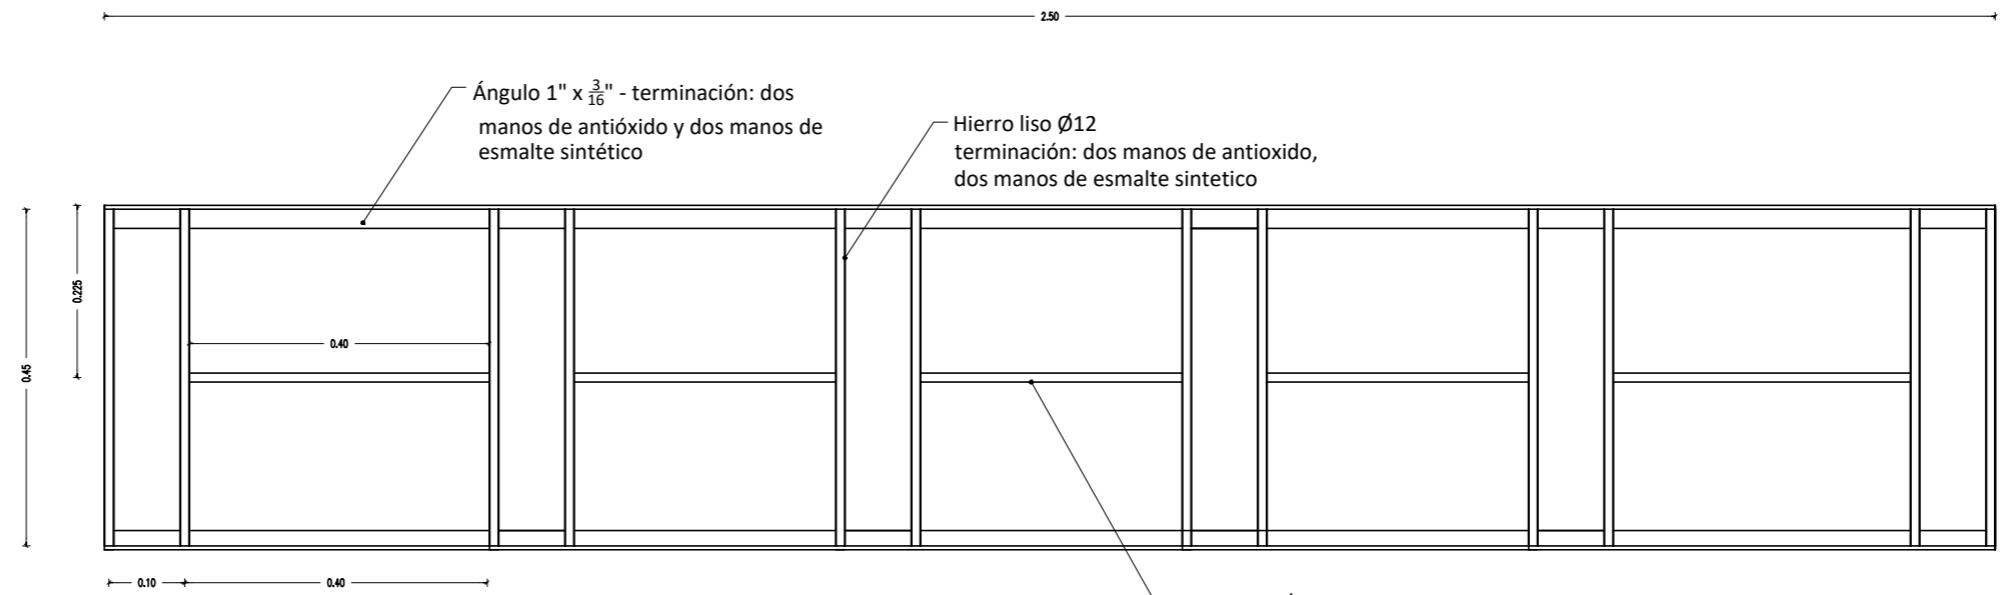 2.50
Ángulo 1" x 3/16" - terminación: dos
manos de antióxido y dos manos de
esmalte sintético
Hierro liso Ø12
terminación: dos manos de antioxido,
dos manos de esmalte sintetico
0.225
0.40
0.45
0.10
0.40